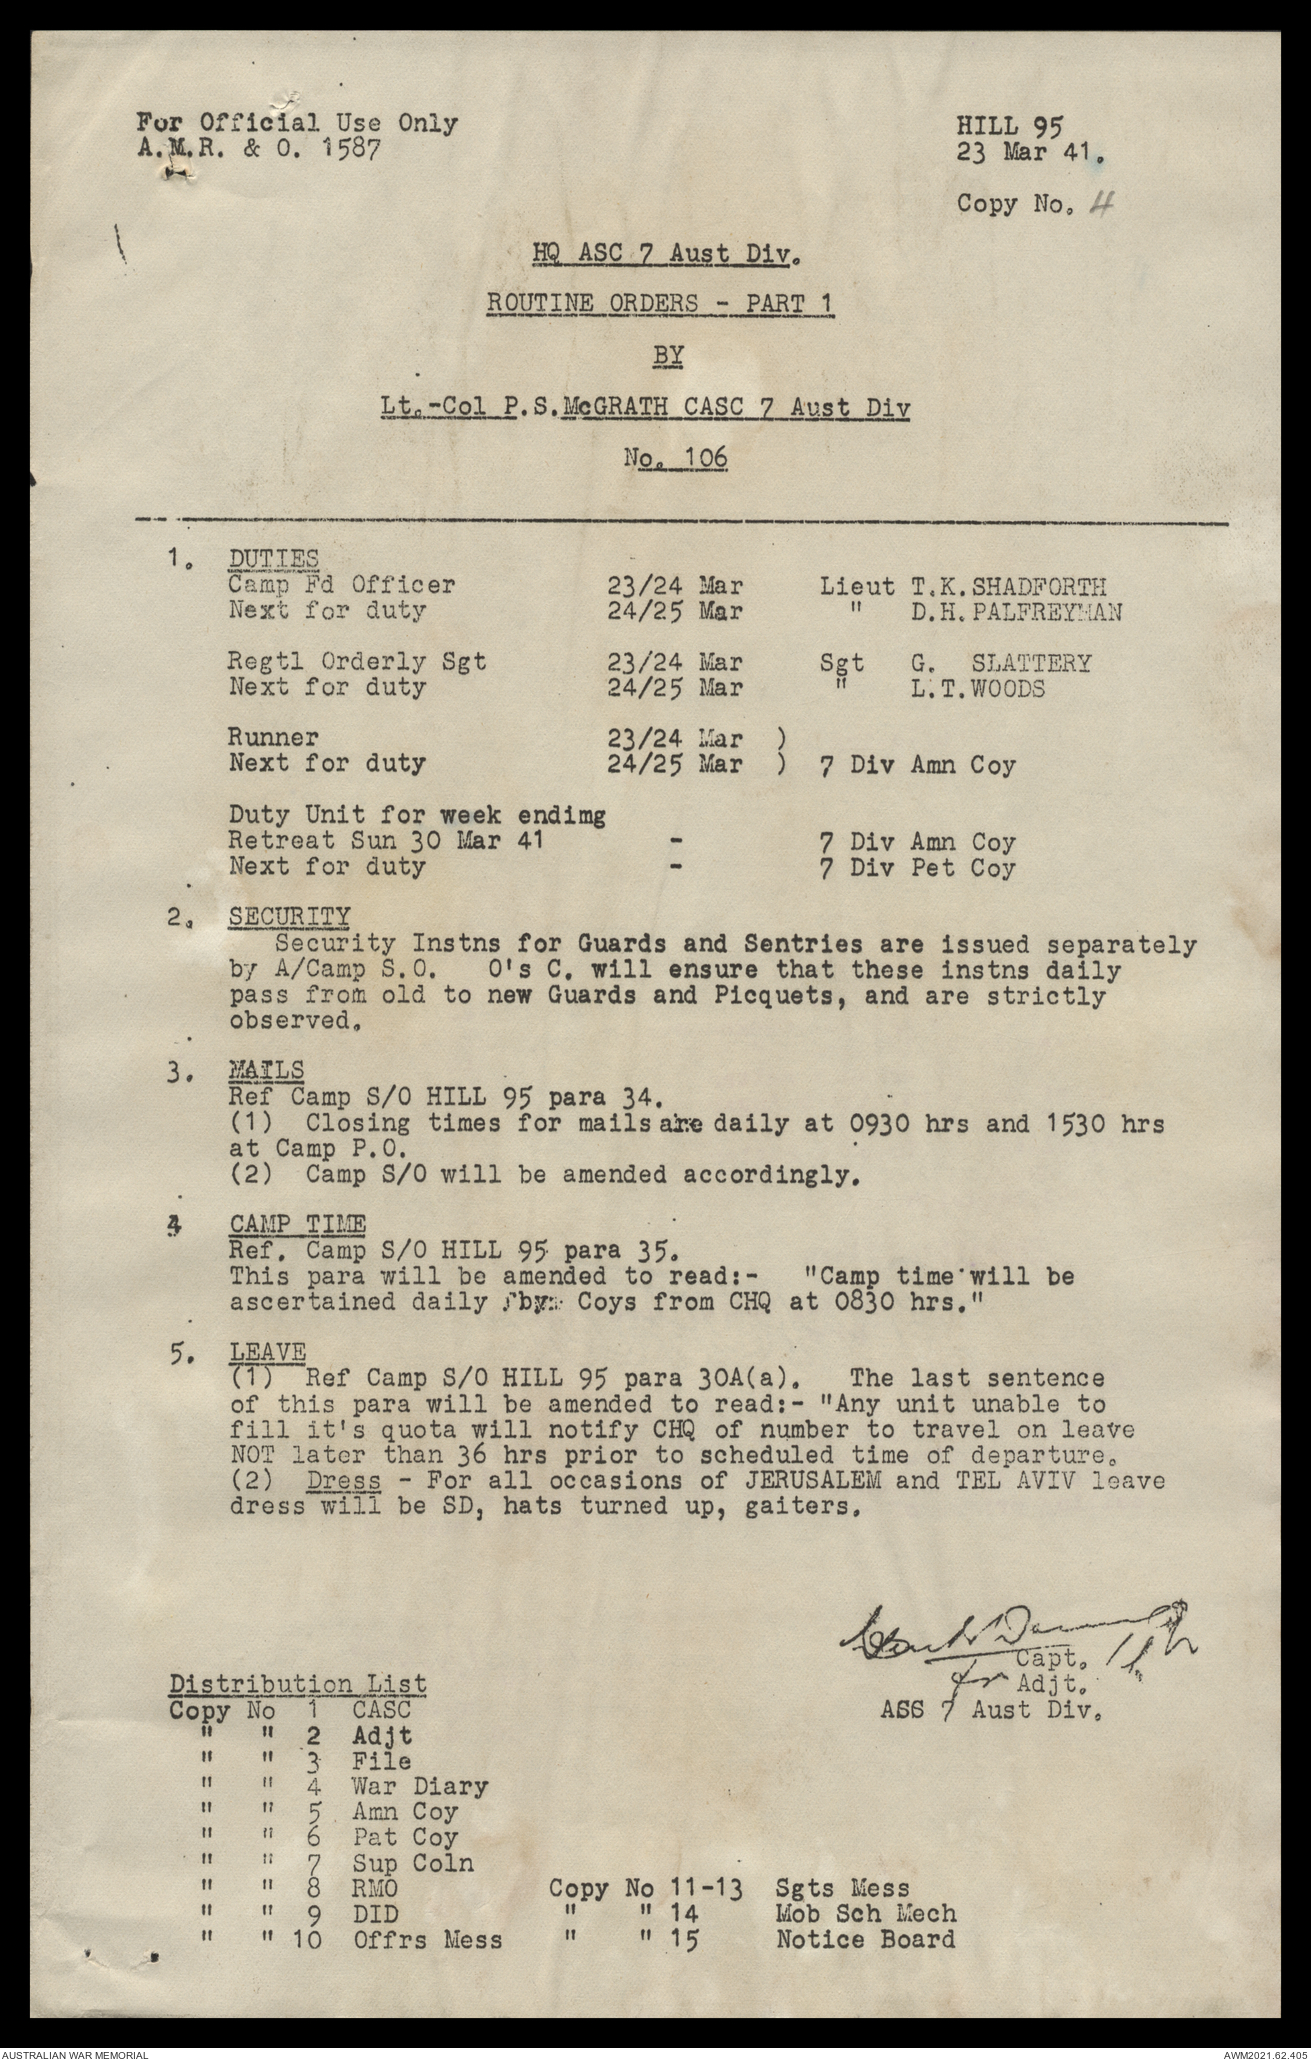 For Official Use Only
A.M.R. & O. 1587
HILL 95
23 Mar 41.
Copy No. 4
HQ ASC 7 Aust Div.
ROUTINE ORDERS - PART 1
BY
Lt.-Col P.S.McGRATH CASC 7 Aust Div
No. 106
1. DUTIES
Camp Fd Officer 23/24 Mar Lieut T.K.SHADFORTH
Next for duty 24/25 Mar " D.H.PALFREYMAN
Regtl Orderly Sgt 23/24 Mar Sgt G. SLATTERY
Next for duty 24/25 Mar " L.T.WOODS
Runner 23/24 Mar )
Next for duty 24/25 Mar ) 7 Div Amn Coy
Duty Unit for week endimg
Retreat Sun 30 Mar 41 - 7 Div Amn Coy
Next for duty - 7 Div Pet Coy
2. SECURITY
Security Instns for Guards and Sentries are issued separately
by A/Camp S.O. O's C. will ensure that these instns daily
pass from old to new Guards and Picquets, and are strictly
observed.
3. MAILS
Ref Camp S/O HILL 95 para 34.
(1) Closing times for mails are daily at 0930 hrs and 1530 hrs
at Camp P.O.
(2) Camp S/O will be amended accordingly.
4 CAMP TIME
Ref. Camp S/O HILL 95 para 35.
This para will be amended to read:- "Camp time will be
ascertained daily by Coys from CHQ at 0830 hrs."
5. LEAVE
(1) Ref Camp S/O HILL 95 para 30A(a). The last sentence
of this para will be amended to read:- "Any unit unable to
fill it's quota will notify CHQ of number to travel on leave
NOT later than 36 hrs prior to scheduled time of departure.
(2) Dress - For all occasions of JERUSALEM and TEL AVIV leave
dress will be SD, hats turned up, gaiters.
Capt.
for Adjt.
ASS 7 Aust Div.
Distribution List
Copy No 1 CASC
" " 2 Adjt
" " 3 File
" " 4 War Diary
" " 5 Amn Coy
" " 6 Pat Coy
" " 7 Sup Coln
" " 8 RMO Copy No 11-13 Sgts Mess
" " 9 DID " " 14 Mob Sch Mech
" " 10 Offrs Mess " " 15 Notice Board
AUSTRALIAN WAR MEMORIAL
AWM2021.62.405